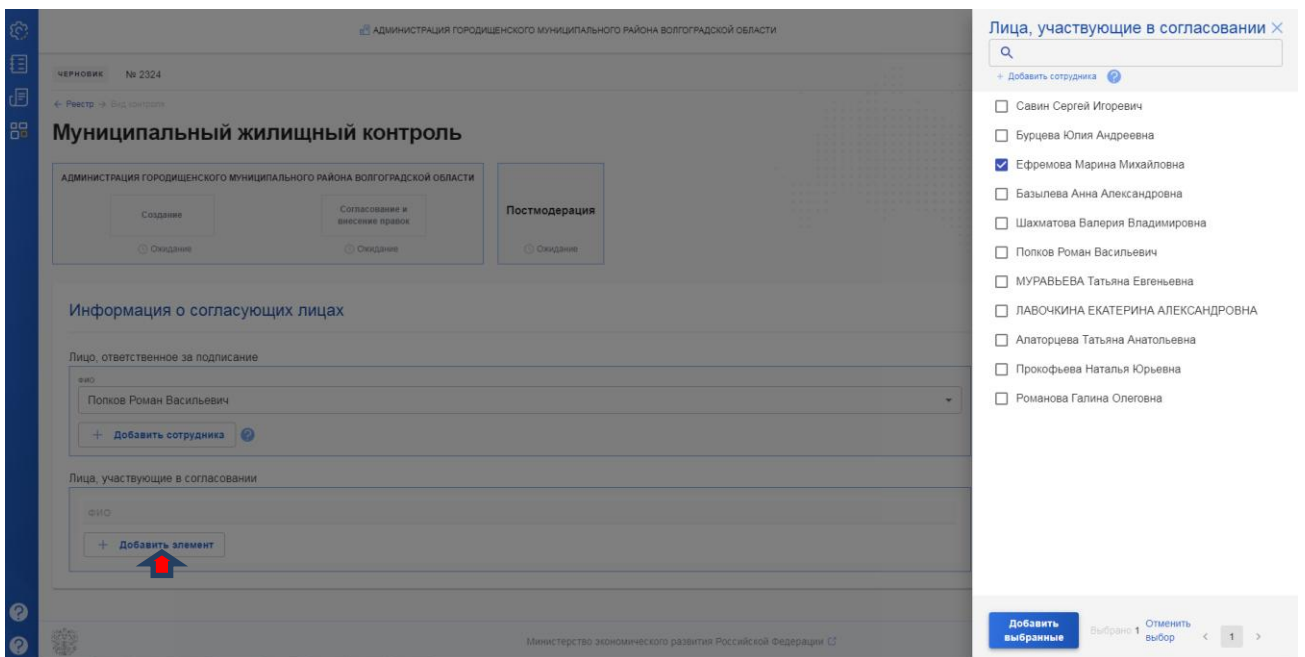 АДМИНИСТРАЦИЯ ГОРОДИЩЕНСКОГО МУНИЦИПАЛЬНОГО РАЙОНА ВОЛГОГРАДСКОЙ ОБЛАСТИ
ЧЕРНОВИК № 2324
← Реестр → Вид контроля
Муниципальный жилищный контроль
АДМИНИСТРАЦИЯ ГОРОДИЩЕНСКОГО МУНИЦИПАЛЬНОГО РАЙОНА ВОЛГОГРАДСКОЙ ОБЛАСТИ
Создание
Ожидание
Согласование и
внесение правок
Ожидание
Постмодерация
Ожидание
Информация о согласующих лицах
Лицо, ответственное за подписание
ФИО
Попков Роман Васильевич
+ Добавить сотрудника
Лица, участвующие в согласовании
ФИО
+ Добавить элемент
Министерство экономического развития Российской Федерации
Лица, участвующие в согласовании
+ Добавить сотрудника
Савин Сергей Игоревич
Бурцева Юлия Андреевна
Ефремова Марина Михайловна
Базылева Анна Александровна
Шахматова Валерия Владимировна
Попков Роман Васильевич
МУРАВЬЕВА Татьяна Евгеньевна
ЛАВОЧКИНА ЕКАТЕРИНА АЛЕКСАНДРОВНА
Алаторцева Татьяна Анатольевна
Прокофьева Наталья Юрьевна
Романова Галина Олеговна
Добавить
выбранные
Выбрано 1
Отменить
выбор
< 1 >